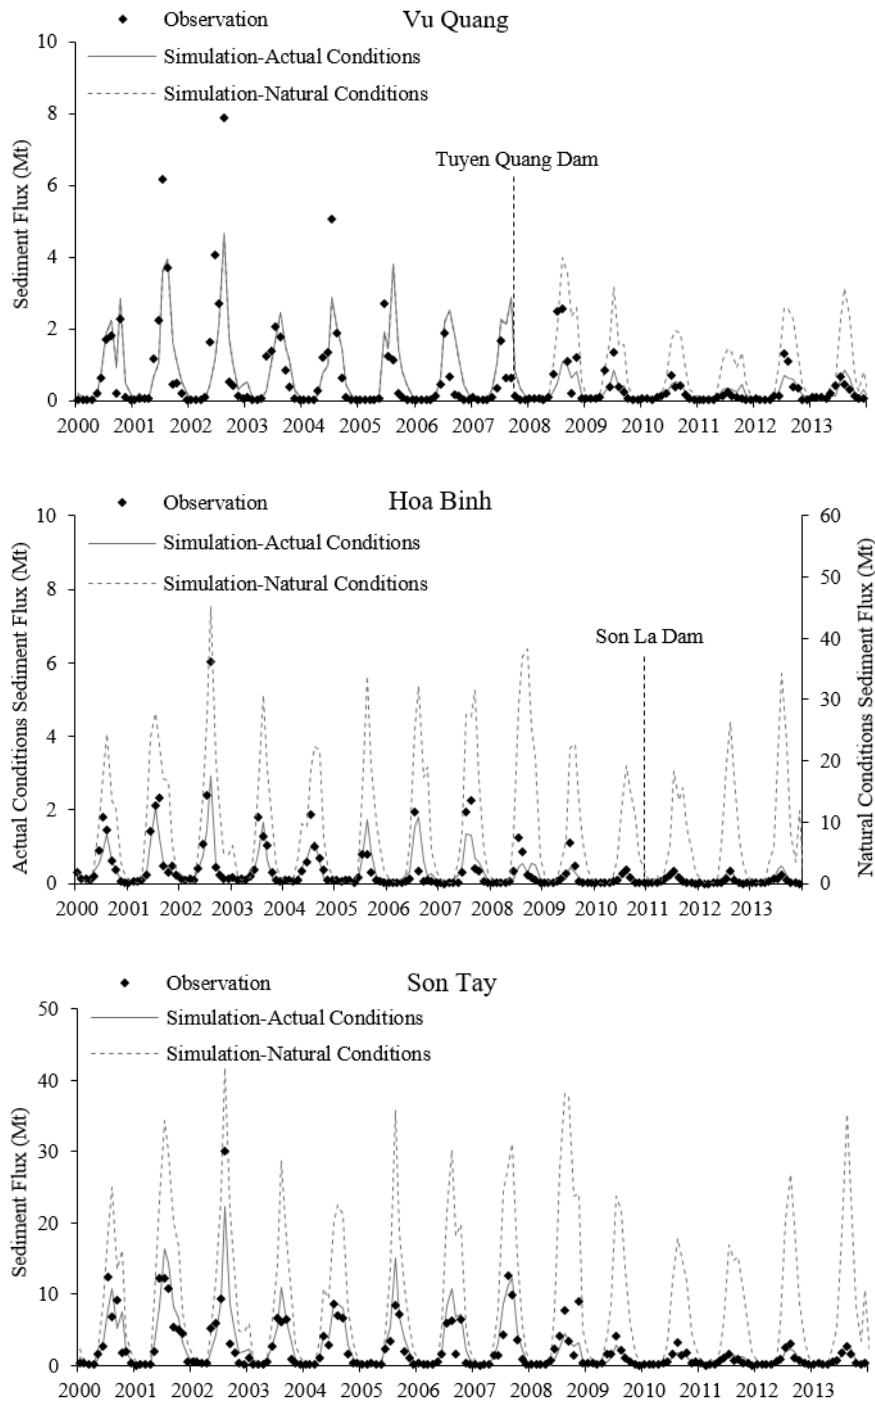 Observation
Vu Quang
Simulation-Actual Conditions
Simulation-Natural Conditions
Tuyen Quang Dam
Sediment Flux (Mt)
10
8
6
4
2
0
2000 2001 2002 2003 2004 2005 2006 2007 2008 2009 2010 2011 2012 2013
Observation
Hoa Binh
Simulation-Actual Conditions
Simulation-Natural Conditions
Son La Dam
Actual Conditions Sediment Flux (Mt)
10
8
6
4
2
0
Natural Conditions Sediment Flux (Mt)
60
50
40
30
20
10
0
2000 2001 2002 2003 2004 2005 2006 2007 2008 2009 2010 2011 2012 2013
Observation
Son Tay
Simulation-Actual Conditions
Simulation-Natural Conditions
Sediment Flux (Mt)
50
40
30
20
10
0
2000 2001 2002 2003 2004 2005 2006 2007 2008 2009 2010 2011 2012 2013